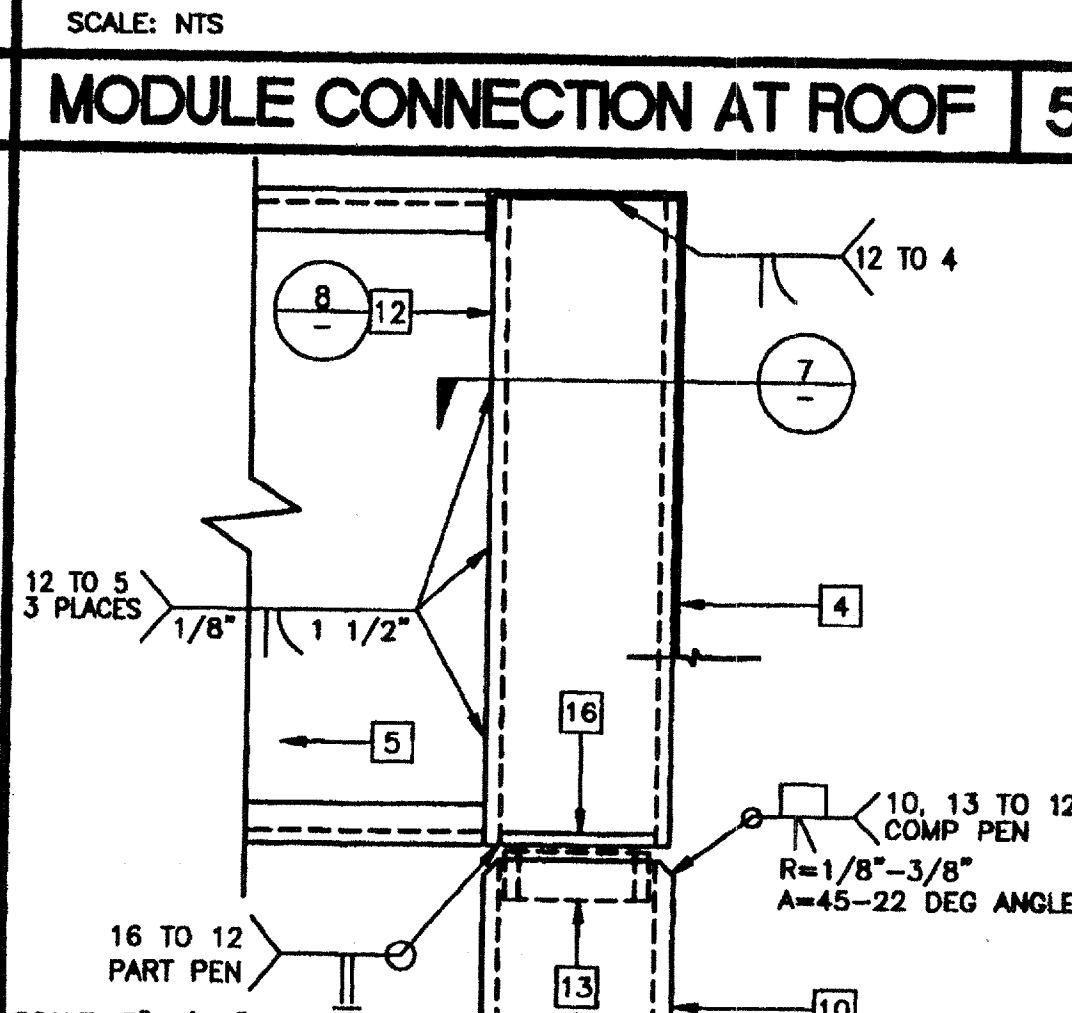 SCALE: NTS
MODULE CONNECTION AT ROOF
5
12 TO 4
8
-
12
7
-
12 TO 5
3 PLACES
1/8" 1 1/2"
4
16
5
10, 13 TO 12
COMP PEN
R=1/8"-3/8"
A=45-22 DEG ANGLE
16 TO 12
PART PEN
13
10